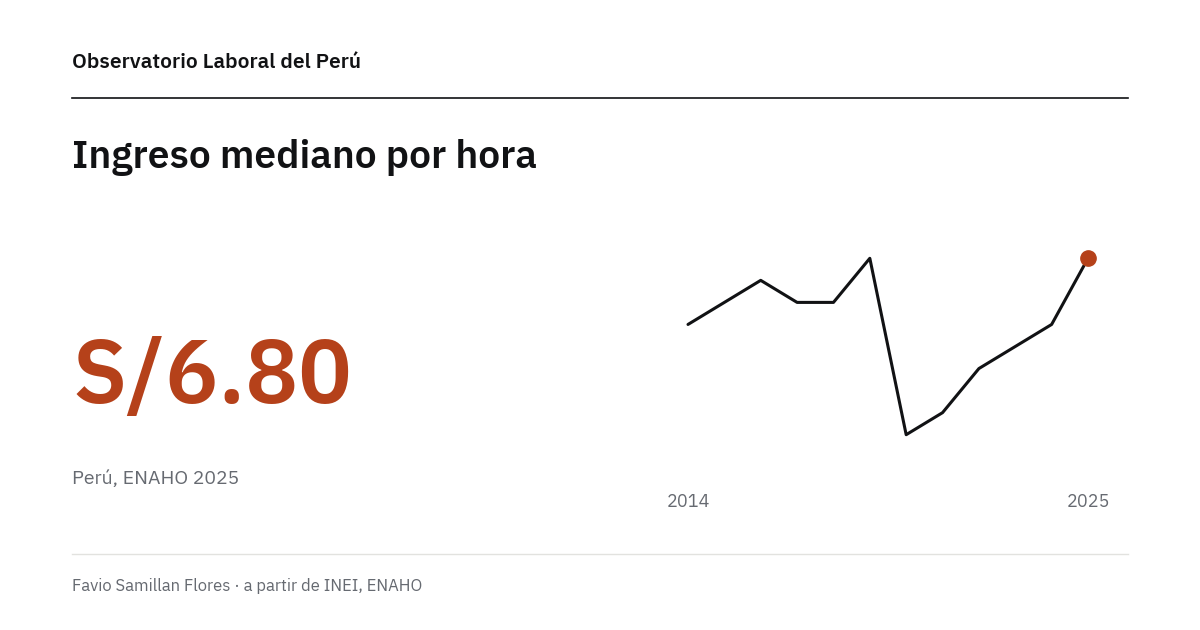 Observatorio Laboral del Perú
Ingreso mediano por hora
S/6.80
Perú, ENAHO 2025
2014
2025
Favio Samillan Flores · a partir de INEI, ENAHO